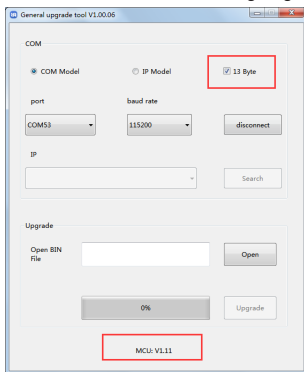 General upgrade tool V1.00.06
COM
COM Model
IP Model
13 Byte
port
baud rate
COM53
115200
disconnect
IP
Search
Upgrade
Open BIN
File
Open
0%
Upgrade
MCU: V1.11